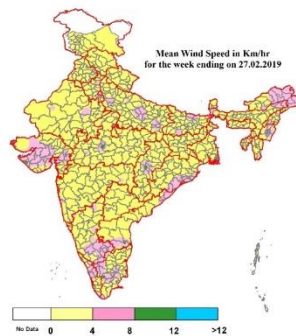 Mean Wind Speed in Km/hr
for the week ending on 27.02.2019
No Data 0 4 8 12 >12